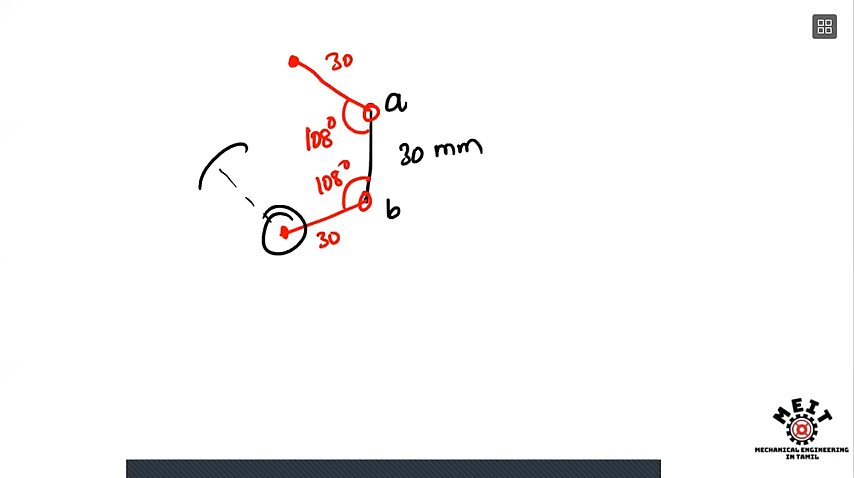 30
a
108°
30 mm
108°
b
30
MEIT
MECHANICAL ENGINEERING
IN TAMIL